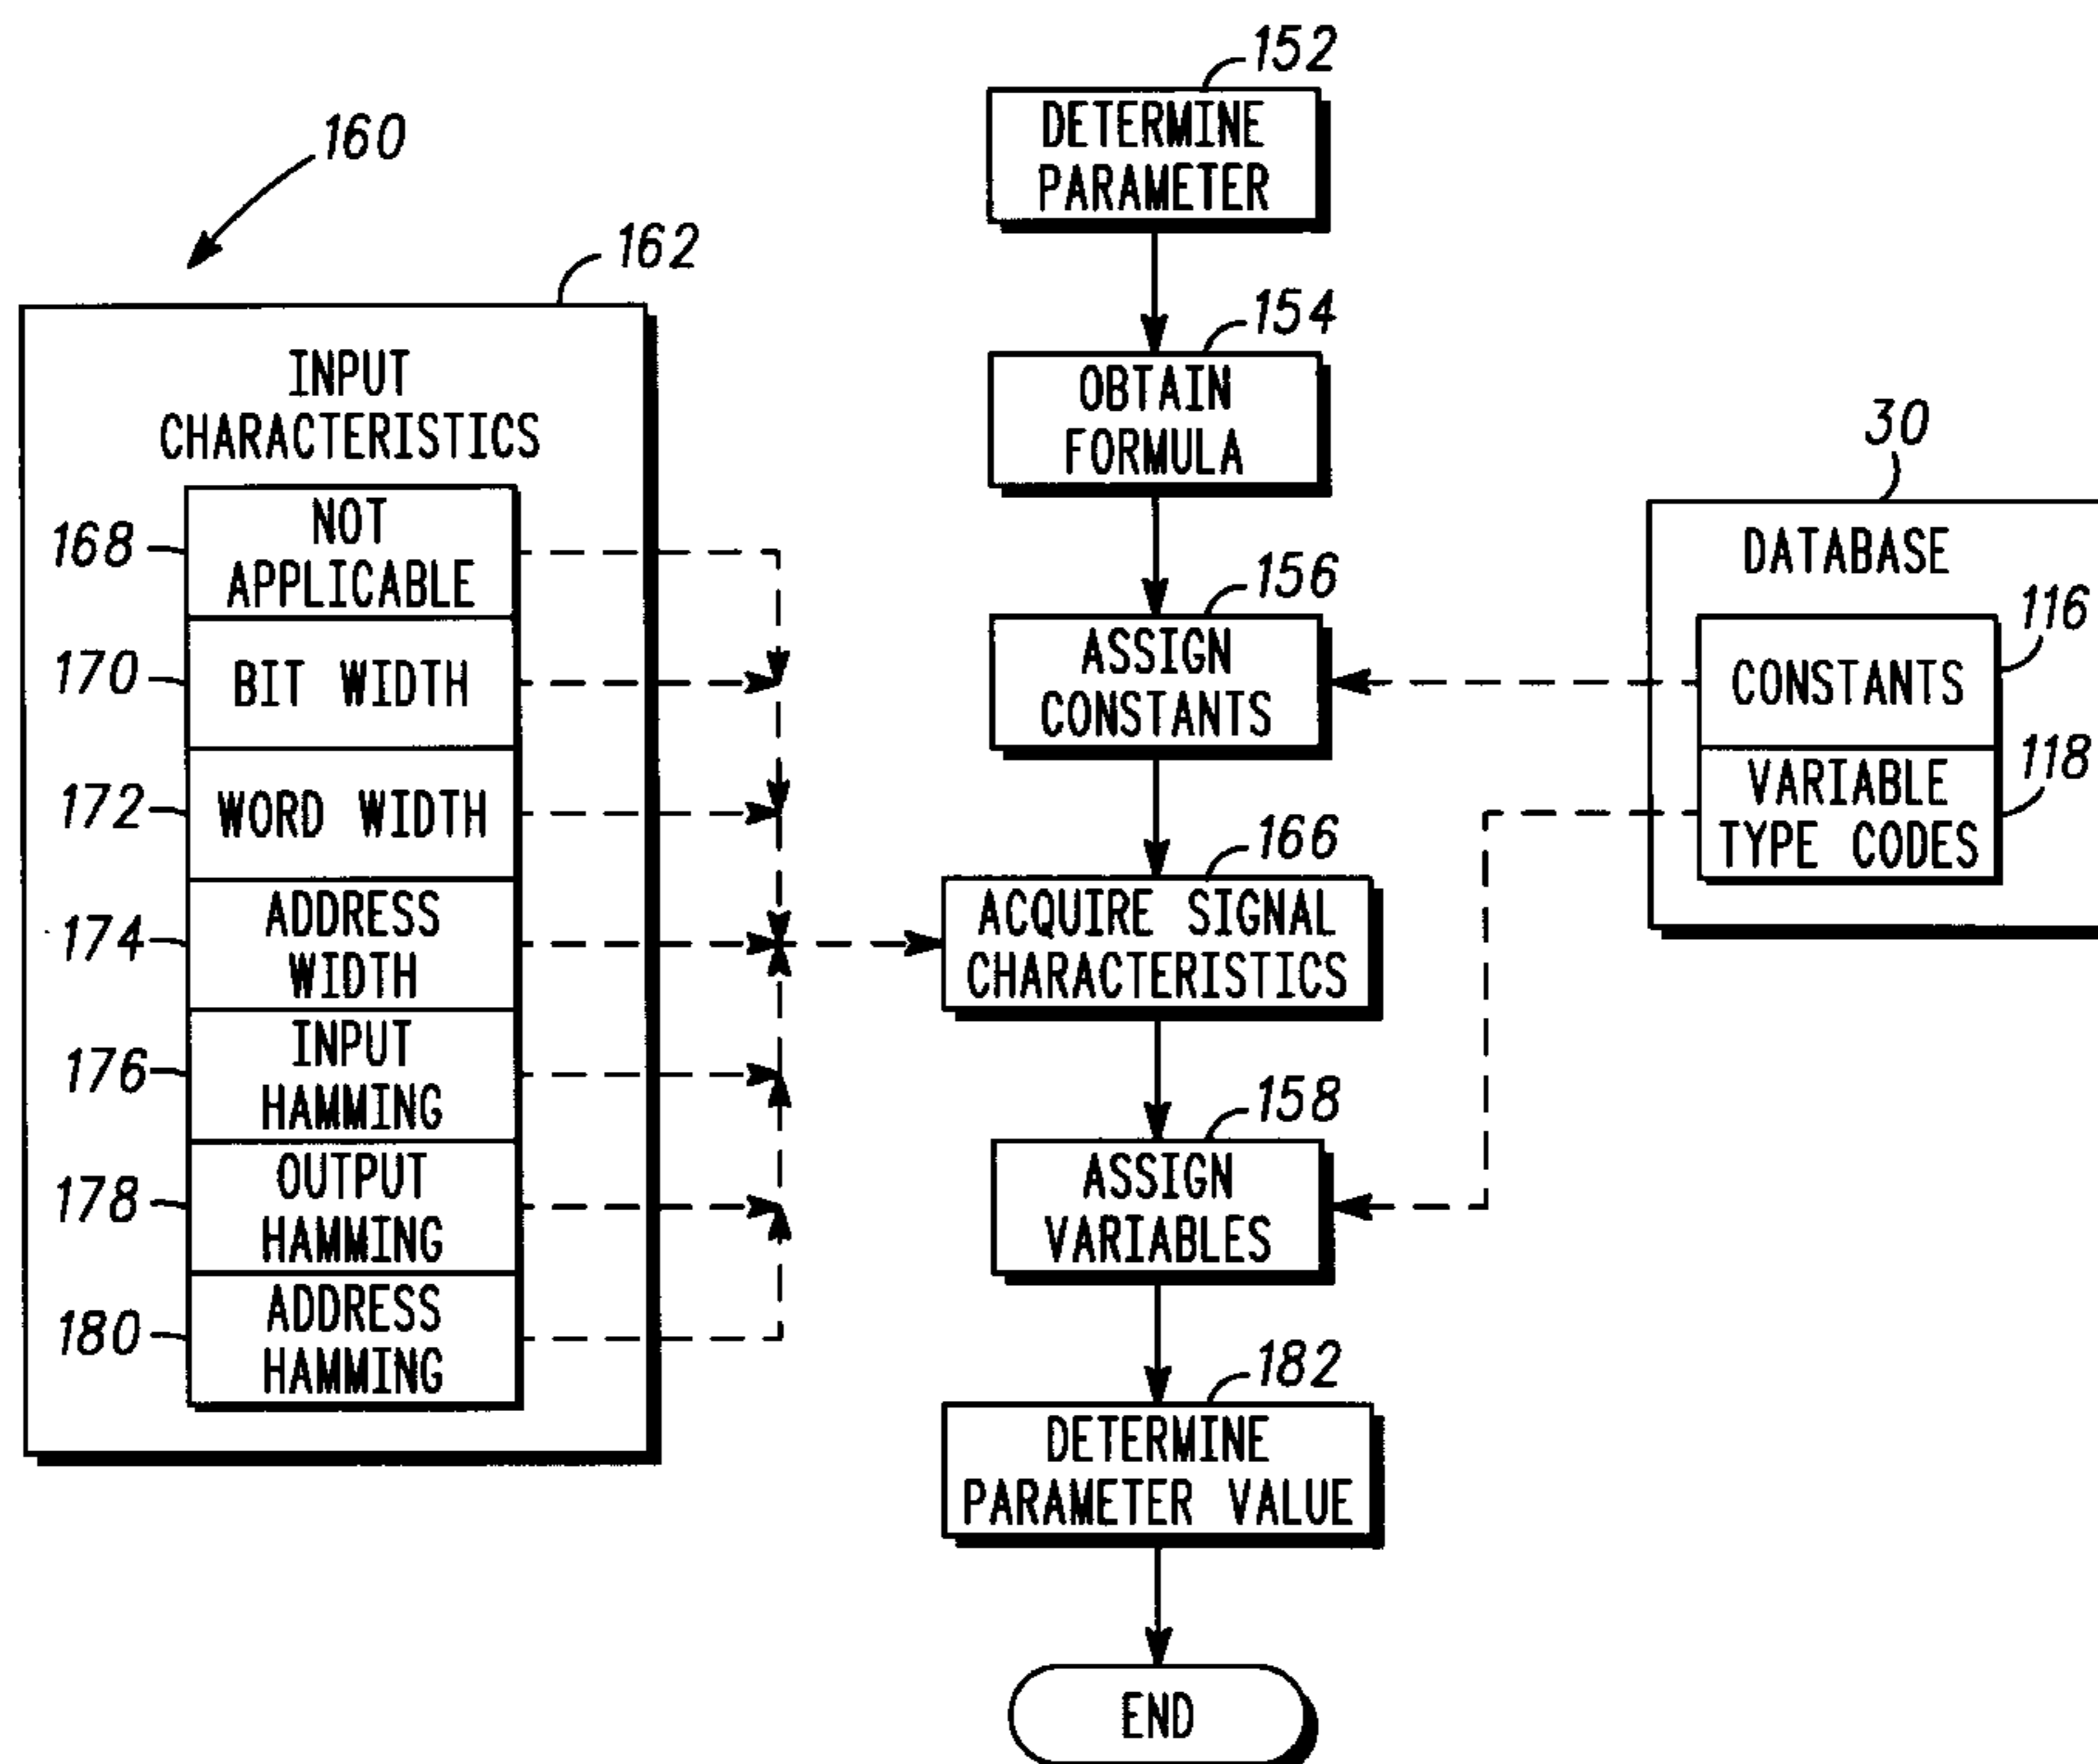 160
162
INPUT
CHARACTERISTICS
168
NOT
APPLICABLE
170
BIT WIDTH
172
WORD WIDTH
174
ADDRESS
WIDTH
176
INPUT
HAMMING
178
OUTPUT
HAMMING
180
ADDRESS
HAMMING
152
DETERMINE
PARAMETER
154
OBTAIN
FORMULA
156
ASSIGN
CONSTANTS
166
ACQUIRE SIGNAL
CHARACTERISTICS
158
ASSIGN
VARIABLES
182
DETERMINE
PARAMETER VALUE
END
30
DATABASE
116
CONSTANTS
118
VARIABLE
TYPE CODES